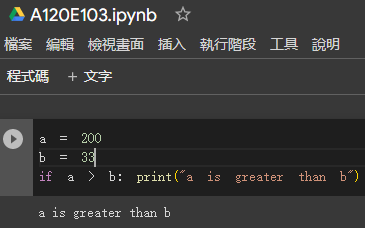 A120E103.ipynb
檔案 編輯 檢視畫面 插入 執行階段 工具 說明
程式碼 + 文字
a = 200
b = 33
if a > b: print("a is greater than b")
a is greater than b